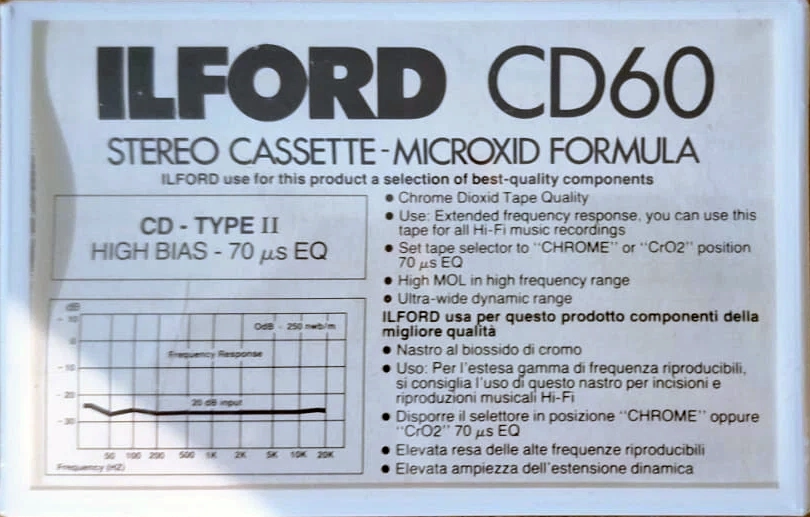 ILFORD CD60
STEREO CASSETTE - MICROXID FORMULA
ILFORD use for this product a selection of best-quality components
CD - TYPE II
HIGH BIAS - 70 µs EQ
dB
- 10
0
- 10
- 20
- 30
0dB - 250 nwb/m
Frequency Response
20 dB input
50 100 200 500 1K 2K 5K 10K 20K
Frequency (HZ)
● Chrome Dioxid Tape Quality
● Use: Extended frequency response, you can use this
tape for all Hi-Fi music recordings
● Set tape selector to "CHROME" or "CrO2" position
70 µs EQ
● High MOL in high frequency range
● Ultra-wide dynamic range
ILFORD usa per questo prodotto componenti della
migliore qualità
● Nastro al biossido di cromo
● Uso: Per l'estesa gamma di frequenza riproducibili,
si consiglia l'uso di questo nastro per incisioni e
riproduzioni musicali Hi-Fi
● Disporre il selettore in posizione "CHROME" oppure
"CrO2" 70 µs EQ
● Elevata resa delle alte frequenze riproducibili
● Elevata ampiezza dell'estensione dinamica